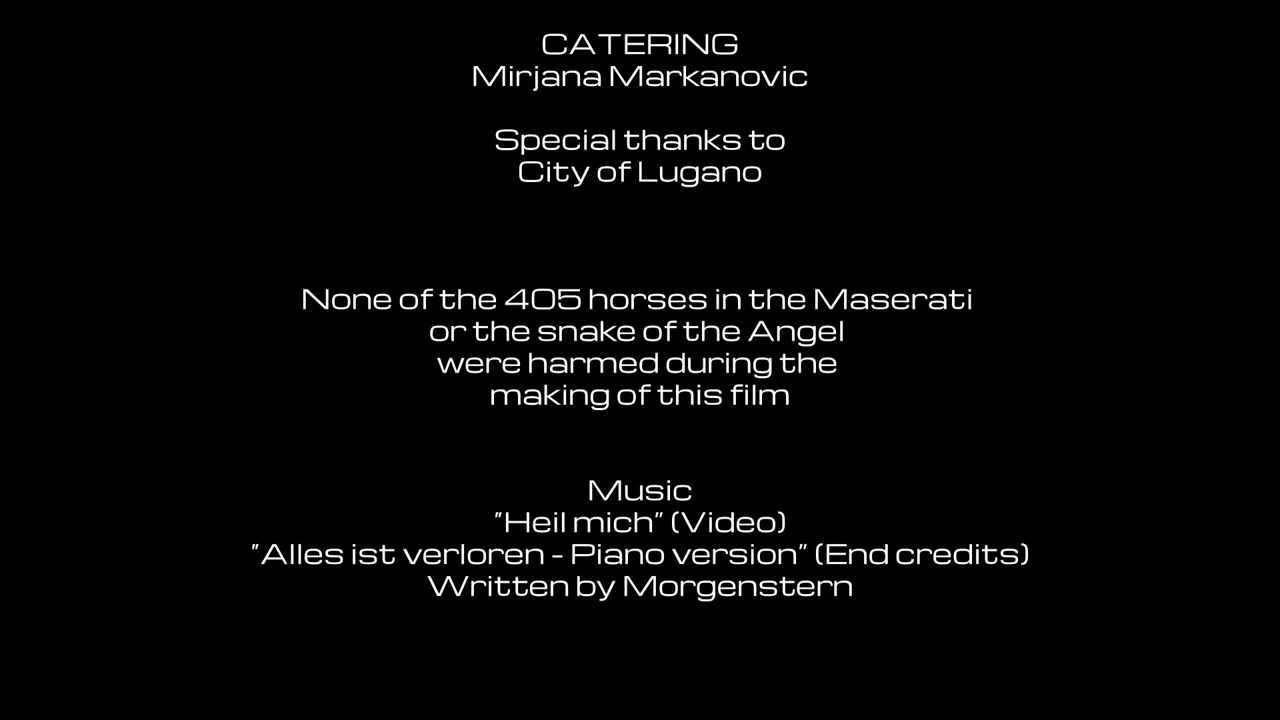 CATERING
Mirjana Markanovic
Special thanks to
City of Lugano
None of the 405 horses in the Maserati
or the snake of the Angel
were harmed during the
making of this film
Music
"Heil mich" (Video)
"Alles ist verloren - Piano version" (End credits)
Written by Morgenstern